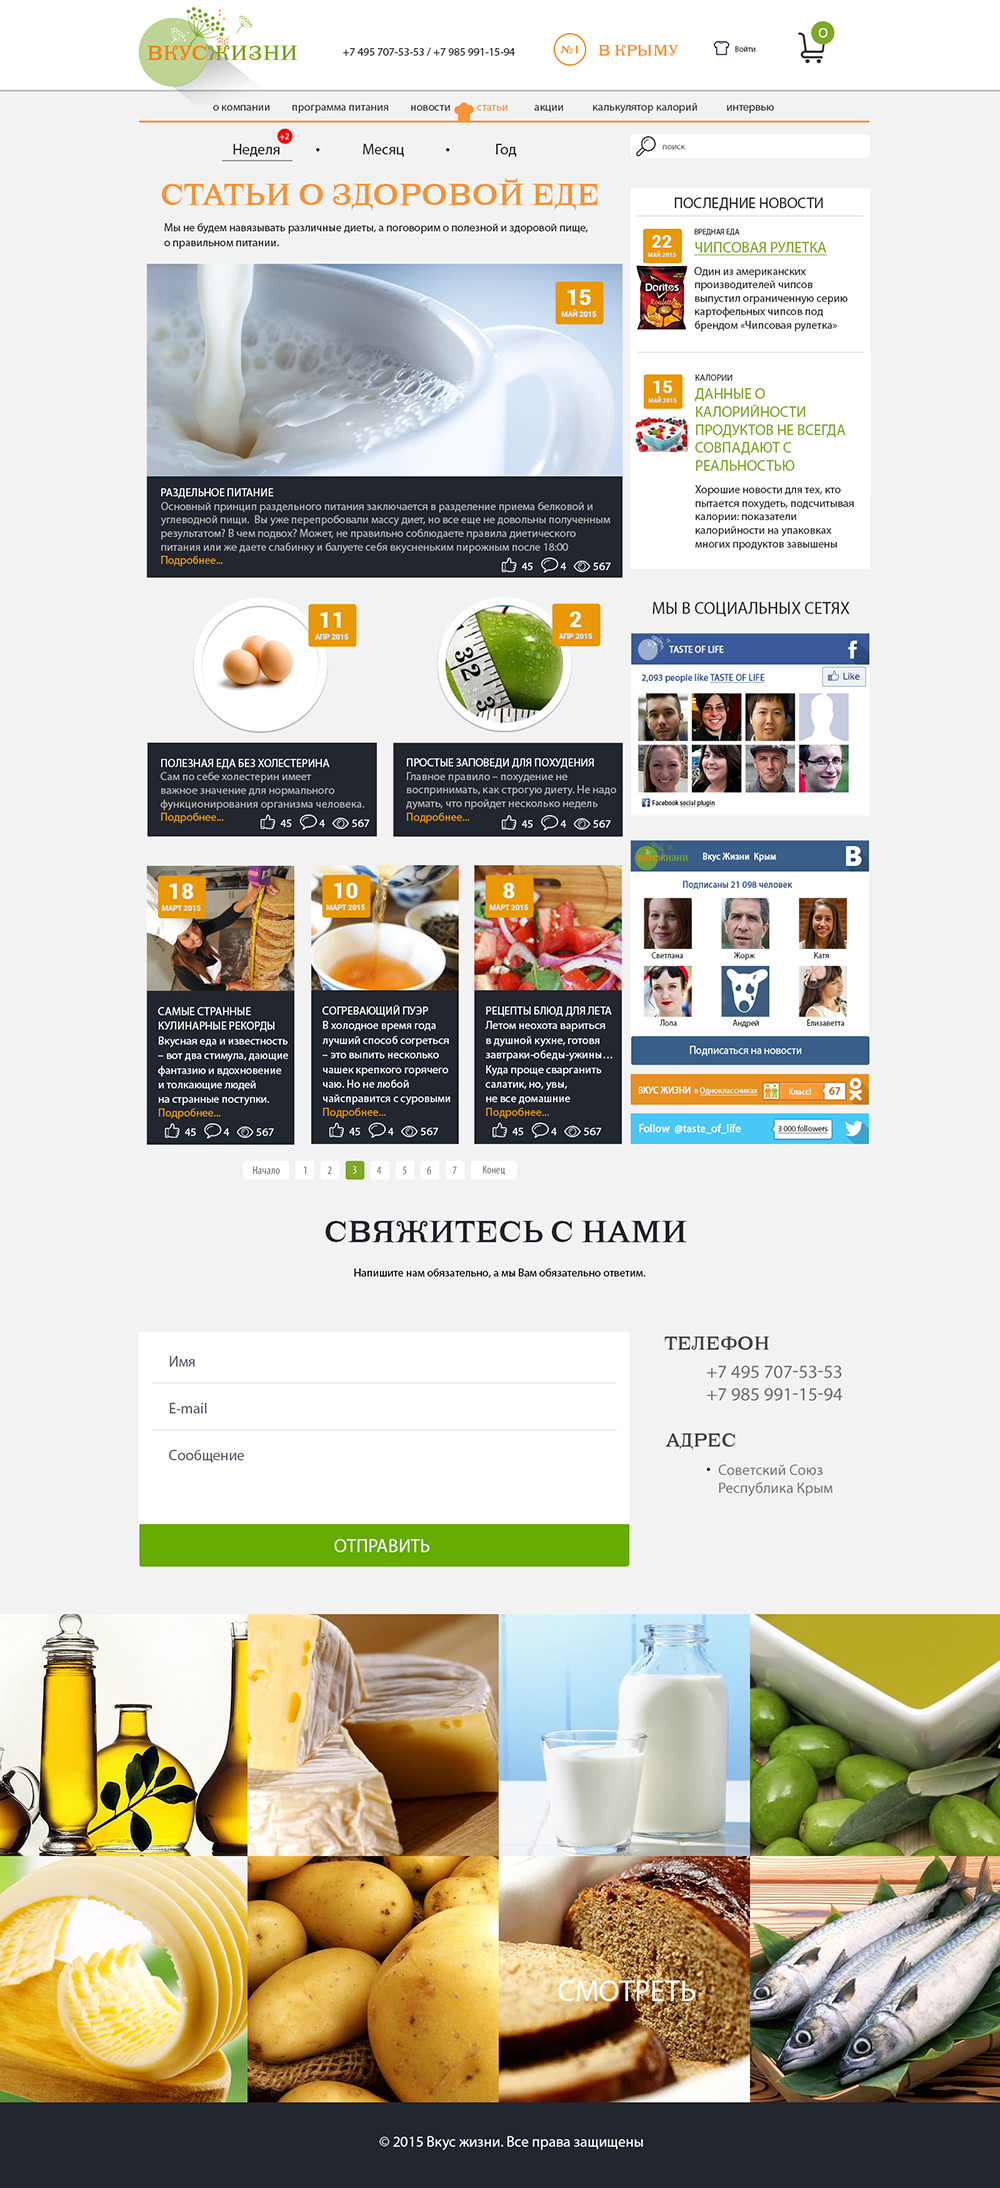 ВКУСЖИЗНИ
+7 495 707-53-53 / +7 985 991-15-94
№1
В КРЫМУ
Войти
0
о компании
программа питания
новости
статьи
акции
калькулятор калорий
интервью
Неделя
+2
•
Месяц
•
Год
поиск
СТАТЬИ О ЗДОРОВОЙ ЕДЕ
Мы не будем навязывать различные диеты, а поговорим о полезной и здоровой пище,
о правильном питании.
15
МАЙ 2015
РАЗДЕЛЬНОЕ ПИТАНИЕ
Основный принцип раздельного питания заключается в разделение приема белковой и
углеводной пищи. Вы уже перепробовали массу диет, но все еще не довольны полученным
результатом? В чем подвох? Может, не правильно соблюдаете правила диетического
питания или же даете слабинку и балуете себя вкусненьким пирожным после 18:00
Подробнее...
45
4
567
11
АПР 2015
ПОЛЕЗНАЯ ЕДА БЕЗ ХОЛЕСТЕРИНА
Сам по себе холестерин имеет
важное значение для нормального
функционирования организма человека.
Подробнее...
45
4
567
32
2
АПР 2015
ПРОСТЫЕ ЗАПОВЕДИ ДЛЯ ПОХУДЕНИЯ
Главное правило – похудение не
воспринимать, как строгую диету. Не надо
думать, что пройдет несколько недель
Подробнее...
45
4
567
18
МАРТ 2015
САМЫЕ СТРАННЫЕ
КУЛИНАРНЫЕ РЕКОРДЫ
Вкусная еда и известность
– вот два стимула, дающие
фантазию и вдохновение
и толкающие людей
на странные поступки.
Подробнее...
45
4
567
10
МАРТ 2015
СОГРЕВАЮЩИЙ ПУЭР
В холодное время года
лучший способ согреться
– это выпить несколько
чашек крепкого горячего
чаю. Но не любой
чайсправится с суровыми
Подробнее...
45
4
567
8
МАРТ 2015
РЕЦЕПТЫ БЛЮД ДЛЯ ЛЕТА
Летом неохота вариться
в душной кухне, готовя
завтраки-обеды-ужины…
Куда проще сварганить
салатик, но, увы,
не все домашние
Подробнее...
45
4
567
Начало
1
2
3
4
5
6
7
Конец
ПОСЛЕДНИЕ НОВОСТИ
22
МАЙ 2015
Doritos
Roulette
ВРЕДНАЯ ЕДА
ЧИПСОВАЯ РУЛЕТКА
Один из американских
производителей чипсов
выпустил ограниченную серию
картофельных чипсов под
брендом «Чипсовая рулетка»
15
МАЙ 2015
КАЛОРИИ
ДАННЫЕ О
КАЛОРИЙНОСТИ
ПРОДУКТОВ НЕ ВСЕГДА
СОВПАДАЮТ С
РЕАЛЬНОСТЬЮ
Хорошие новости для тех, кто
пытается похудеть, подсчитывая
калории: показатели
калорийности на упаковках
многих продуктов завышены
МЫ В СОЦИАЛЬНЫХ СЕТЯХ
TASTE OF LIFE
f
2,093 people like TASTE OF LIFE
Like
Facebook social plugin
ВКУСЖИЗНИ
Вкус Жизни Крым
В
Подписаны 21 098 человек
Светлана
Жорж
Катя
Лола
Андрей
Елизаветта
Подписаться на новости
ВКУС ЖИЗНИ в Одноклассниках
Класс!
67
Follow @taste_of_life
3 000 followers
СВЯЖИТЕСЬ С НАМИ
Напишите нам обязательно, а мы Вам обязательно ответим.
Имя
E-mail
Сообщение
ОТПРАВИТЬ
ТЕЛЕФОН
+7 495 707-53-53
+7 985 991-15-94
АДРЕС
• Советский Союз
Республика Крым
СМОТРЕТЬ
© 2015 Вкус жизни. Все права защищены